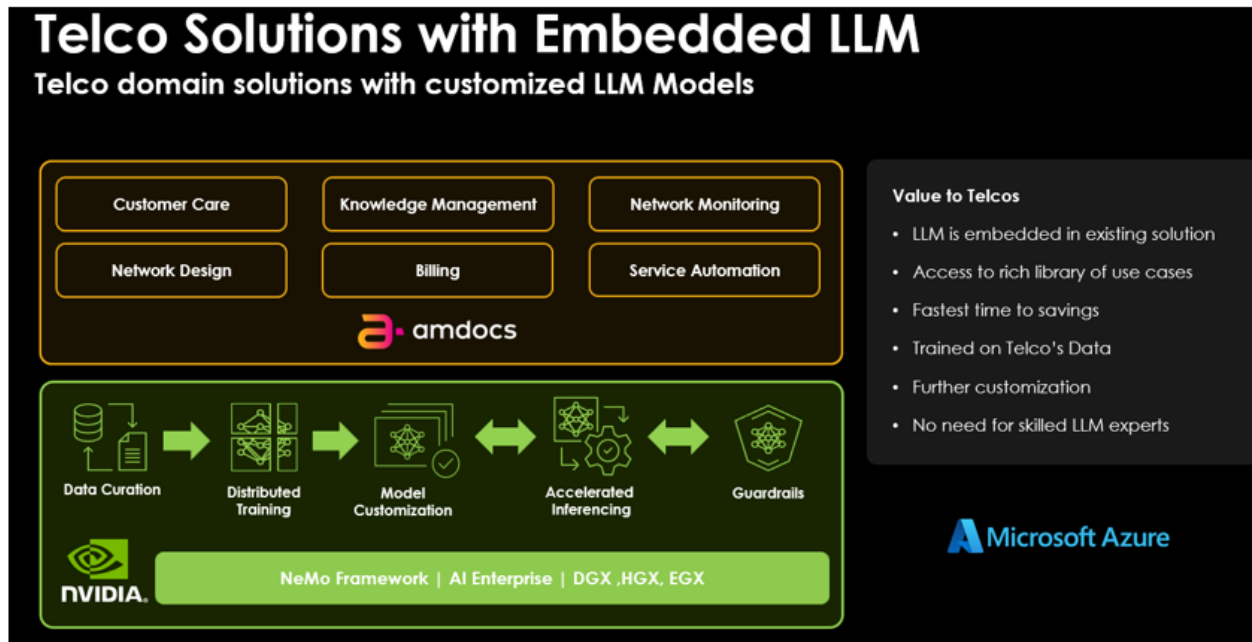 Telco Solutions with Embedded LLM
Telco domain solutions with customized LLM Models
Customer Care
Knowledge Management
Network Monitoring
Network Design
Billing
Service Automation
amdocs
Data Curation
Distributed
Training
Model
Customization
Accelerated
Inferencing
Guardrails
NVIDIA.
NeMo Framework | AI Enterprise | DGX ,HGX, EGX
Value to Telcos
• LLM is embedded in existing solution
• Access to rich library of use cases
• Fastest time to savings
• Trained on Telco's Data
• Further customization
• No need for skilled LLM experts
Microsoft Azure